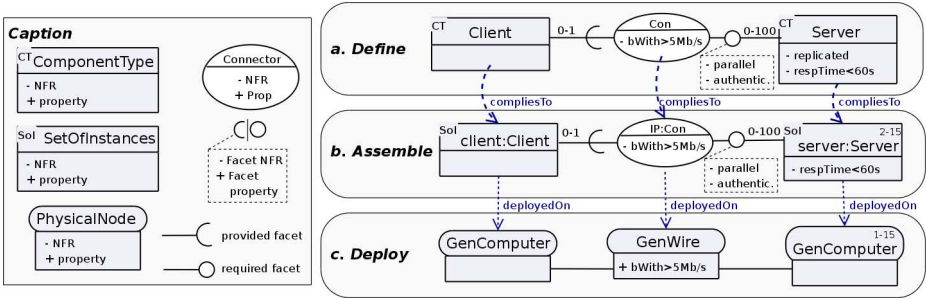 Caption
CT ComponentType
- NFR
+ property
Connector
- NFR
+ Prop
SoI SetOfInstances
- NFR
+ property
- Facet NFR
+ Facet
property
PhysicalNode
- NFR
+ property
provided facet
required facet
a. Define
CT
Client
0-1
Con
- bWith>5Mb/s
0-100
- parallel
- authentic.
CT
Server
- replicated
- respTime<60s
compliesTo
compliesTo
compliesTo
b. Assemble
SoI
client:Client
0-1
IP:Con
- bWith>5Mb/s
0-100
- parallel
- authentic.
SoI
2-15
server:Server
- respTime<60s
deployedOn
deployedOn
deployedOn
c. Deploy
GenComputer
GenWire
+ bWith>5Mb/s
1-15
GenComputer